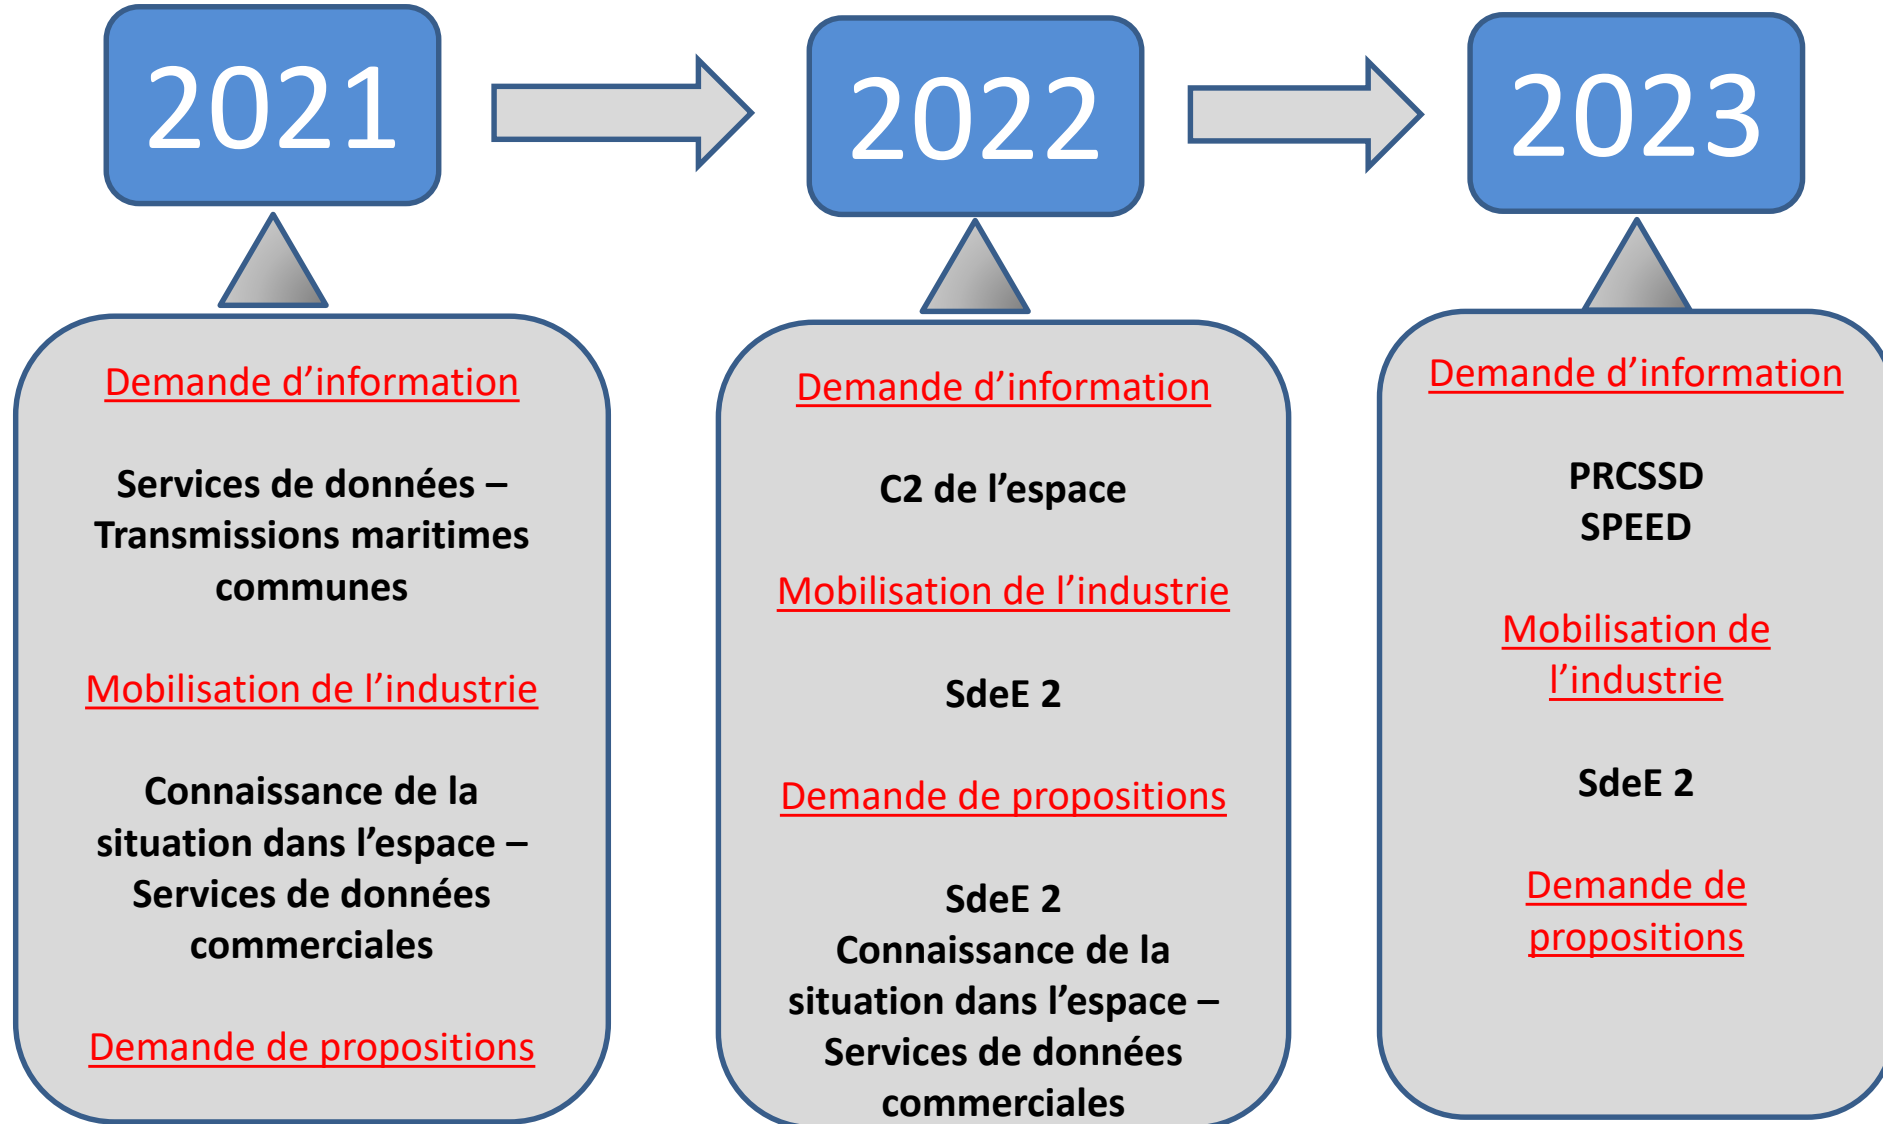 2021
2022
2023
Demande d’information
Services de données –
Transmissions maritimes
communes
Mobilisation de l’industrie
Connaissance de la
situation dans l’espace –
Services de données
commerciales
Demande de propositions
Demande d’information
C2 de l’espace
Mobilisation de l’industrie
SdeE 2
Demande de propositions
SdeE 2
Connaissance de la
situation dans l’espace –
Services de données
commerciales
Demande d’information
PRCSSD
SPEED
Mobilisation de
l’industrie
SdeE 2
Demande de
propositions